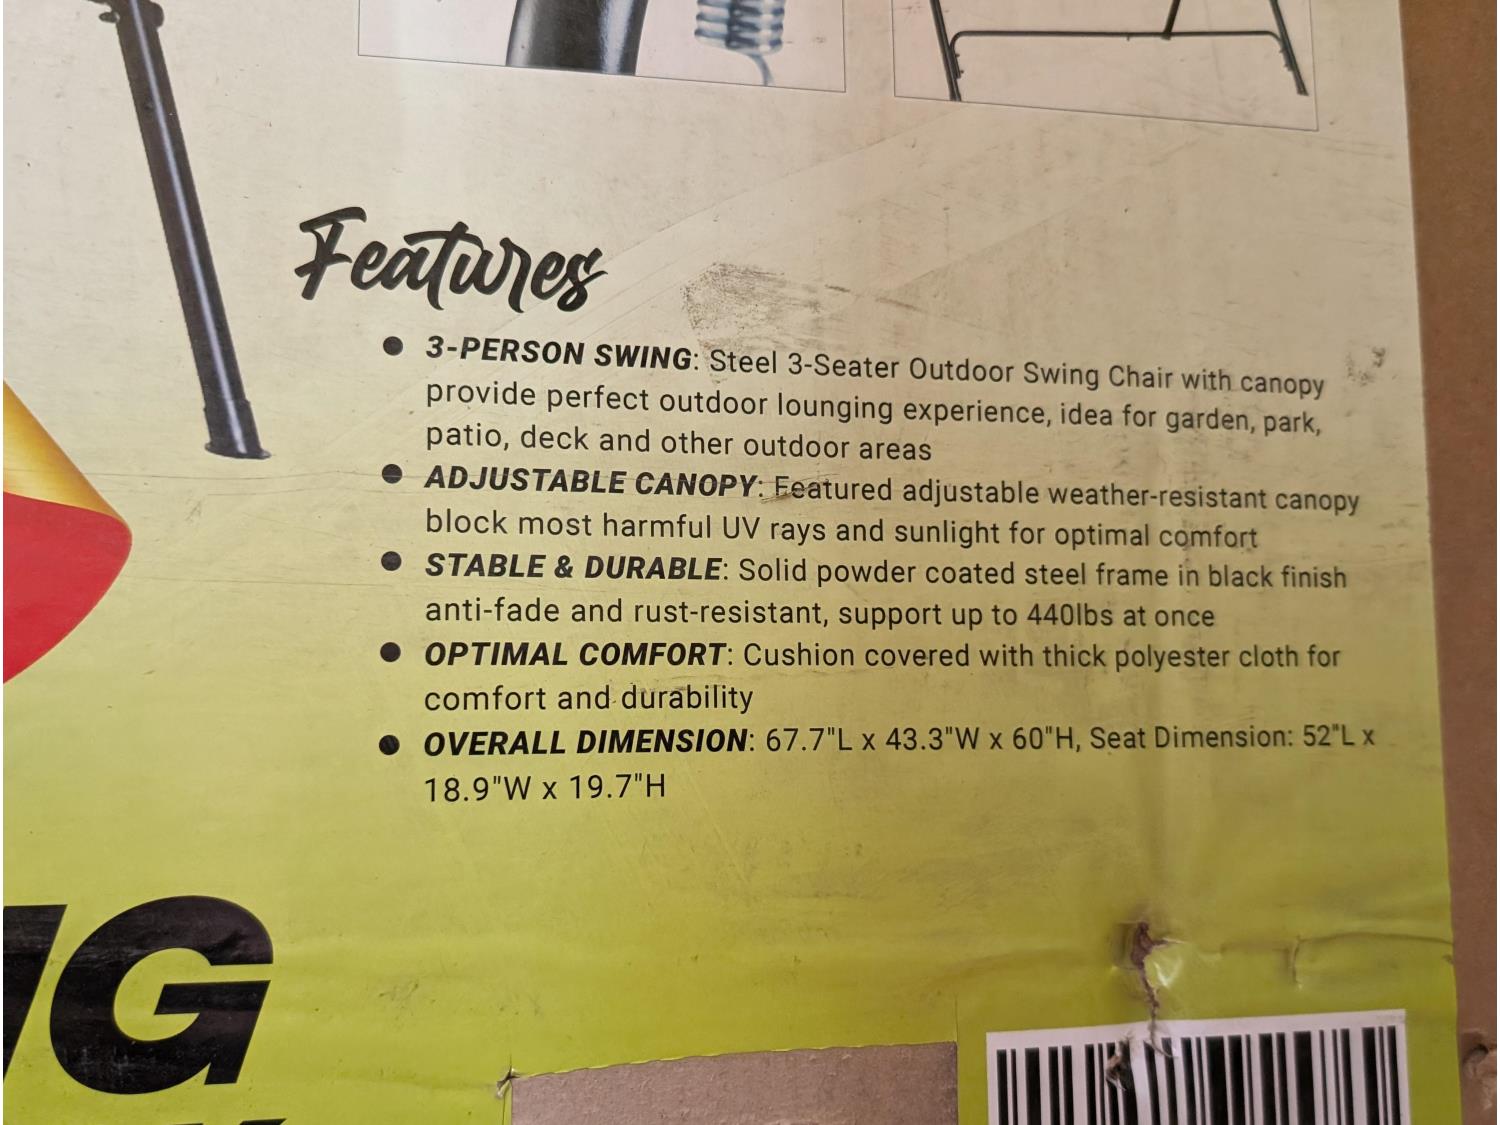 Features
3-PERSON SWING: Steel 3-Seater Outdoor Swing Chair with canopy
provide perfect outdoor lounging experience, idea for garden, park,
patio, deck and other outdoor areas
ADJUSTABLE CANOPY: Featured adjustable weather-resistant canopy
block most harmful UV rays and sunlight for optimal comfort
STABLE & DURABLE: Solid powder coated steel frame in black finish
anti-fade and rust-resistant, support up to 440lbs at once
OPTIMAL COMFORT: Cushion covered with thick polyester cloth for
comfort and durability
OVERALL DIMENSION: 67.7"L x 43.3"W x 60"H, Seat Dimension: 52"L x
18.9"W x 19.7"H